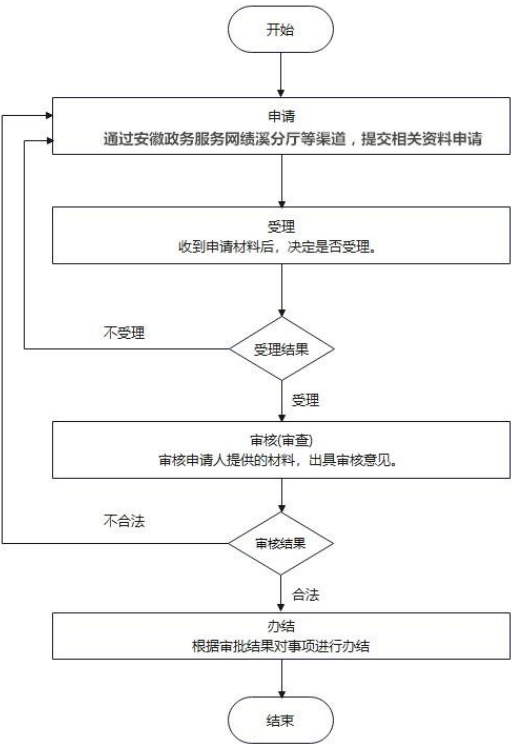 开始
申请
通过安徽政务服务网绩溪分厅等渠道，提交相关资料申请
受理
收到申请材料后，决定是否受理。
不受理
受理结果
受理
审核(审查)
审核申请人提供的材料，出具审核意见。
不合法
审核结果
合法
办结
根据审批结果对事项进行办结
结束